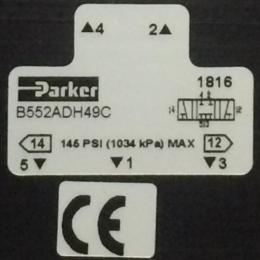 ▲4 2▲
Parker 1816
B552ADH49C
14 145 PSI (1034 kPa) MAX 12
5▼ ▼1 ▼3
CE